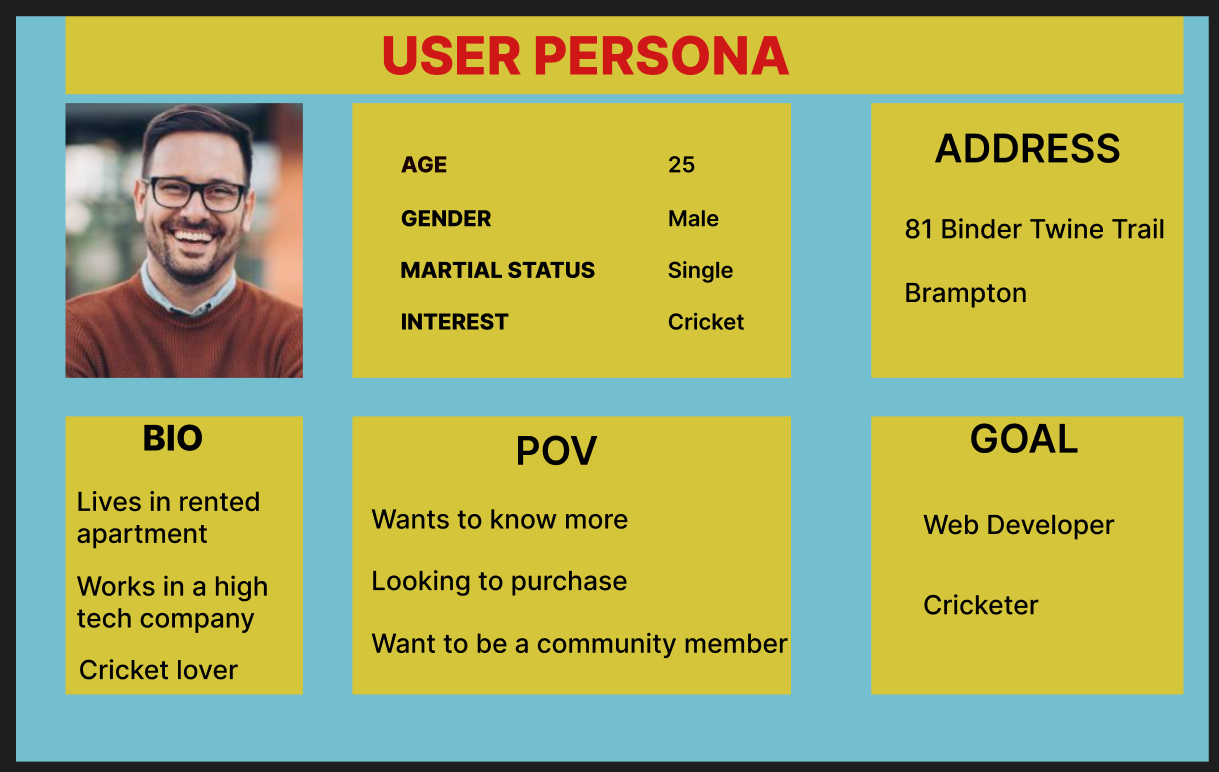 USER PERSONA
AGE 25
GENDER Male
MARTIAL STATUS Single
INTEREST Cricket
ADDRESS
81 Binder Twine Trail
Brampton
BIO
Lives in rented
apartment
Works in a high
tech company
Cricket lover
POV
Wants to know more
Looking to purchase
Want to be a community member
GOAL
Web Developer
Cricketer